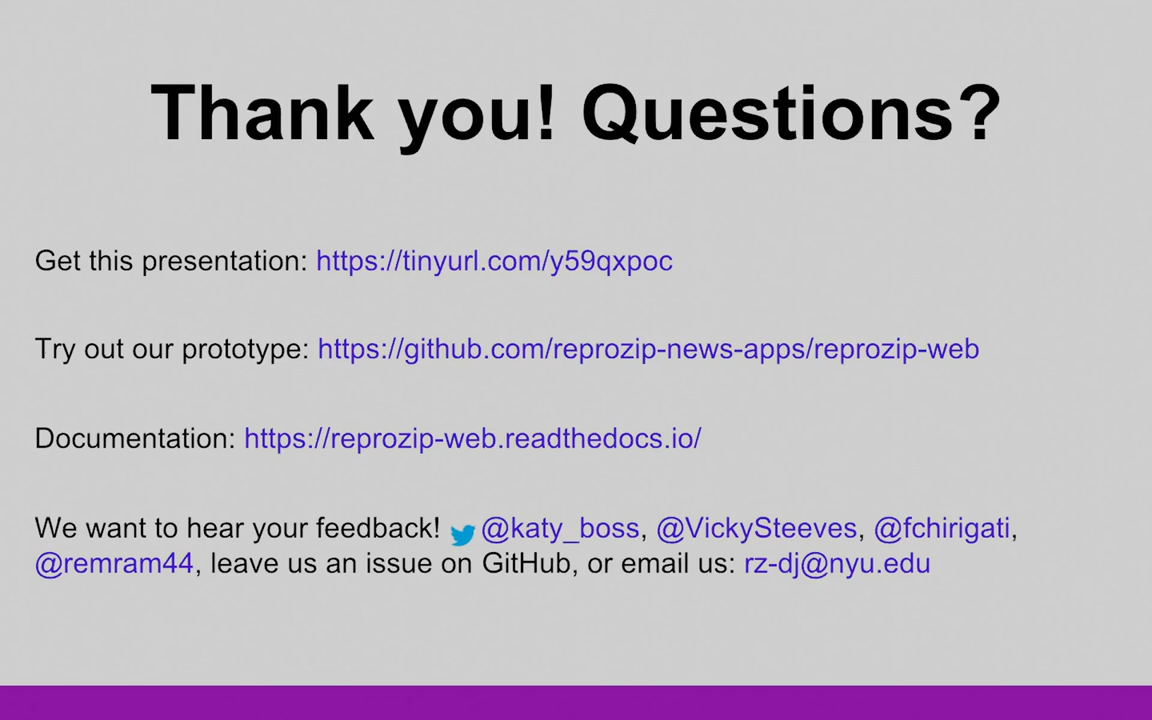 Thank you! Questions?
Get this presentation: https://tinyurl.com/y59qxpoc
Try out our prototype: https://github.com/reprozip-news-apps/reprozip-web
Documentation: https://reprozip-web.readthedocs.io/
We want to hear your feedback! @katy_boss, @VickySteeves, @fchirigati,
@remram44, leave us an issue on GitHub, or email us: rz-dj@nyu.edu